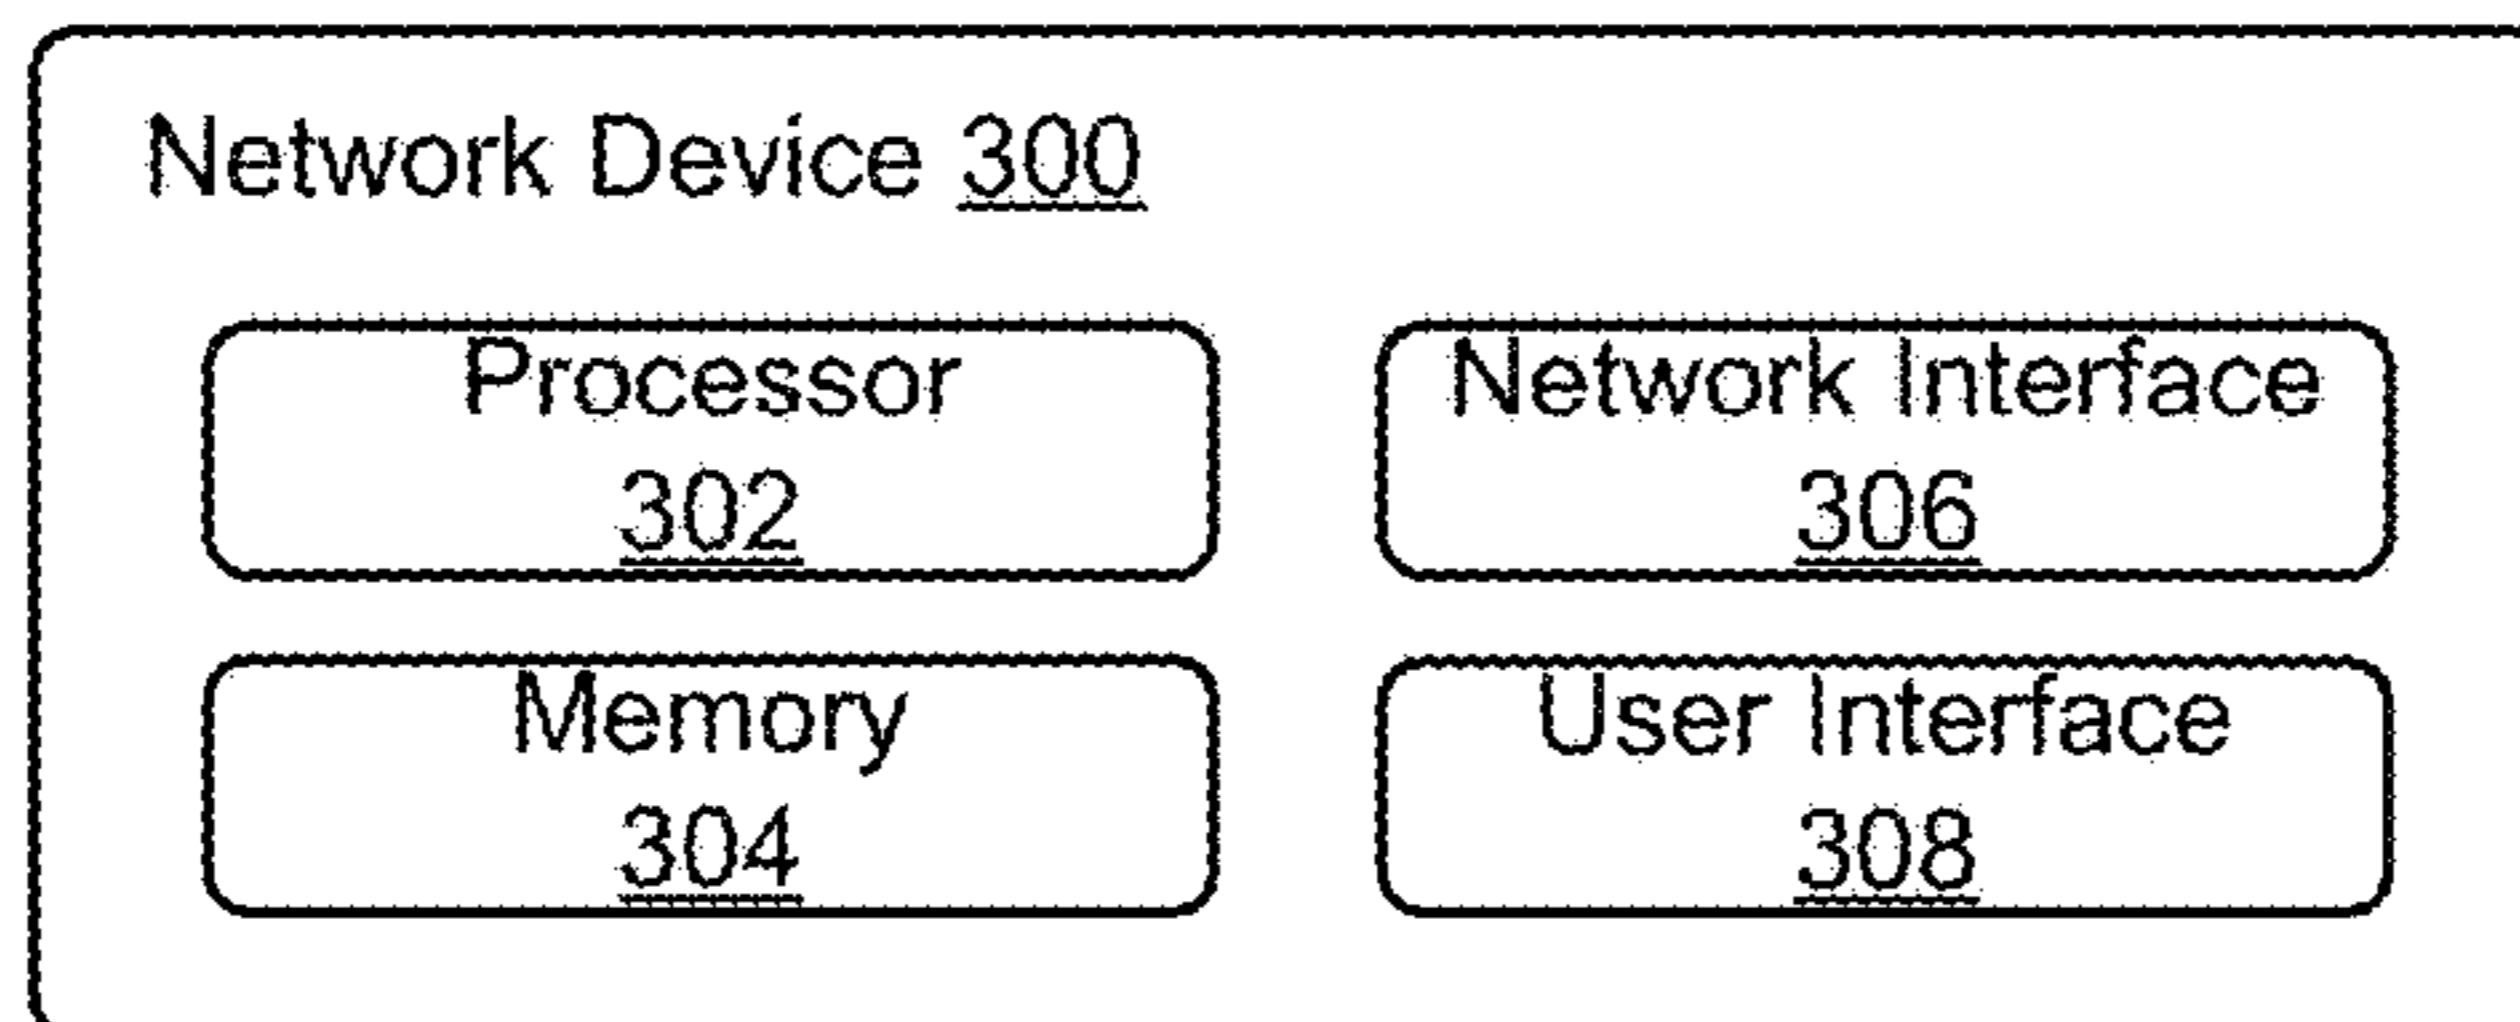 Network Device 300
Processor
302
Network Interface
306
Memory
304
User Interface
308